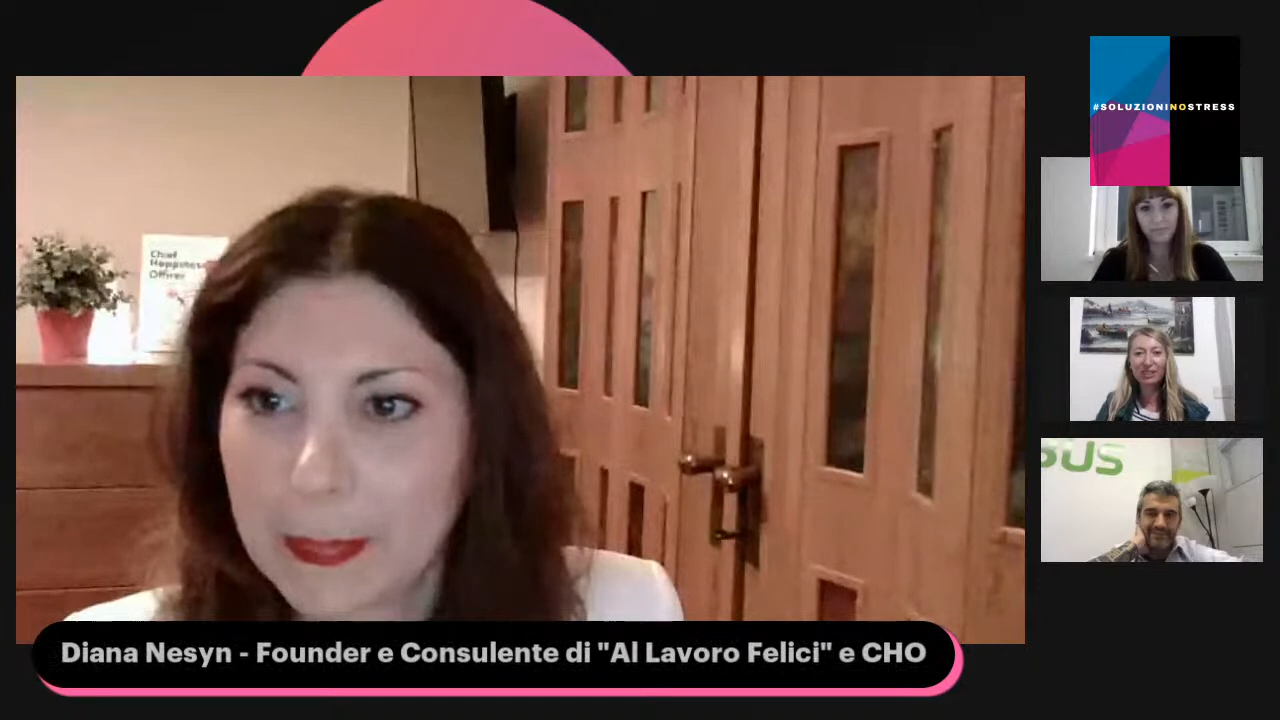 #SOLUZIONINOSTRESS
Chief
Happiness
Officer
SUS
Diana Nesyn - Founder e Consulente di "Al Lavoro Felici" e CHO